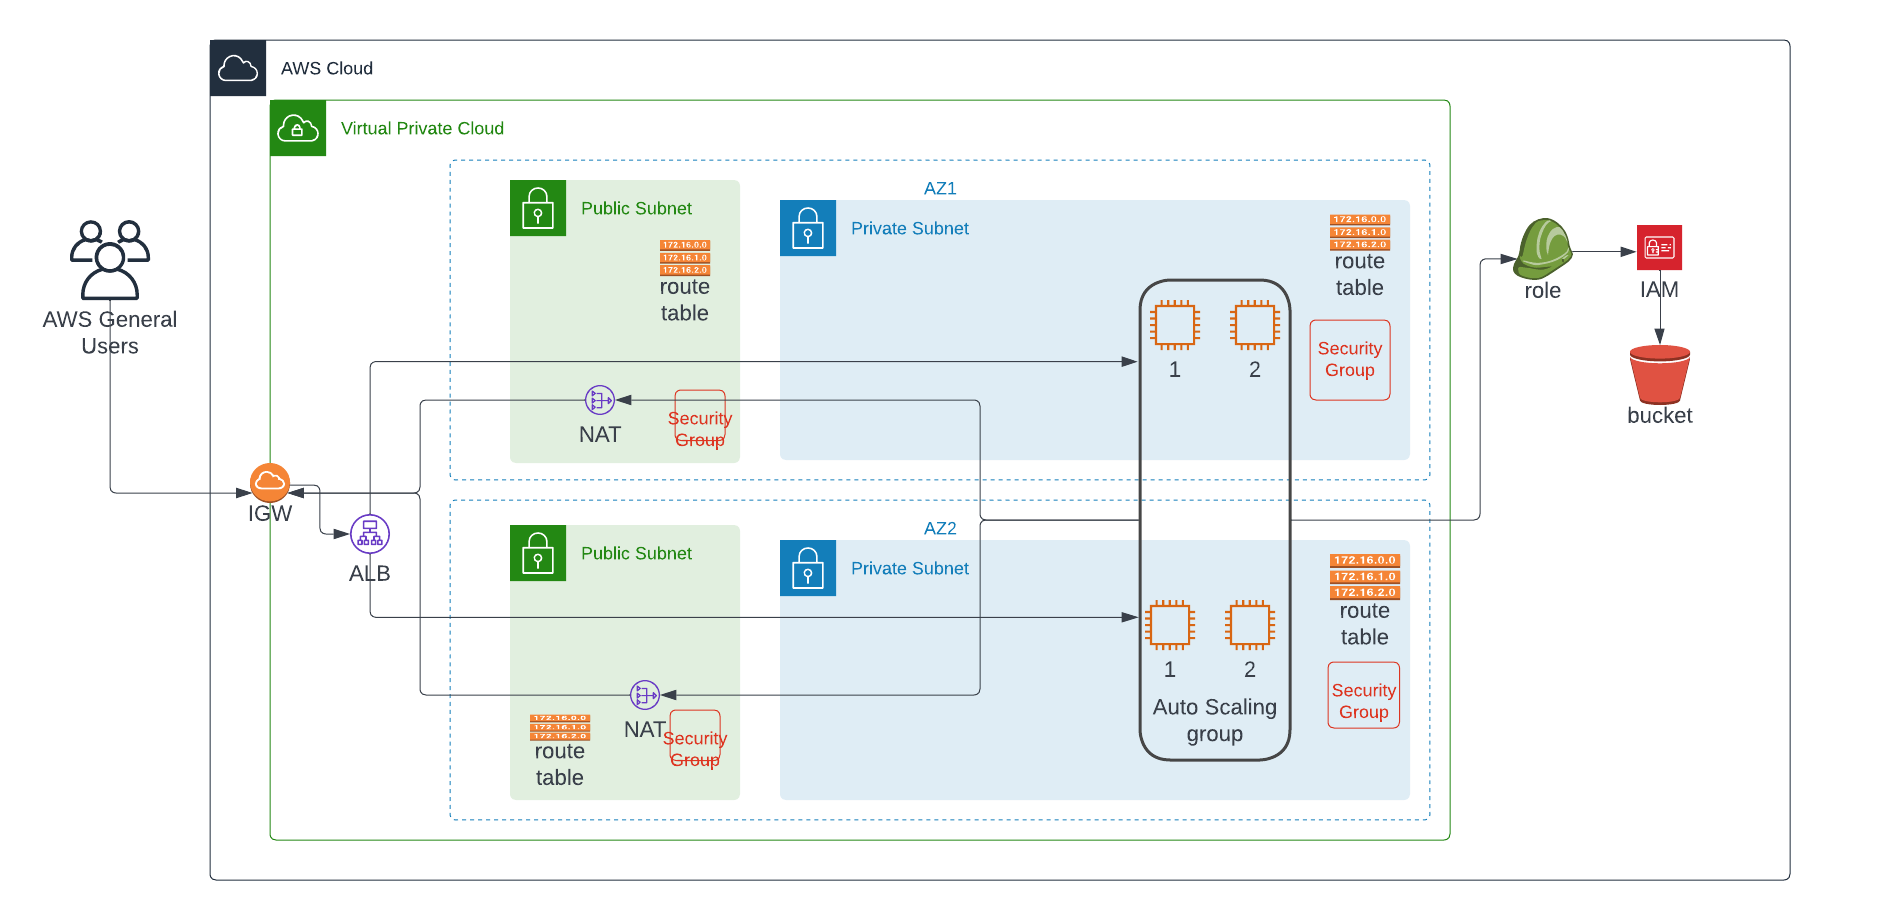 AWS Cloud
Virtual Private Cloud
AZ1
Public Subnet
172.16.0.0
172.16.1.0
172.16.2.0
route
table
Private Subnet
172.16.0.0
172.16.1.0
172.16.2.0
route
table
1
2
Security
Group
NAT
Security
Group
AWS General
Users
IGW
ALB
role
IAM
bucket
AZ2
Public Subnet
Private Subnet
172.16.0.0
172.16.1.0
172.16.2.0
route
table
1
2
Auto Scaling
group
Security
Group
NAT
Security
Group
172.16.0.0
172.16.1.0
172.16.2.0
route
table